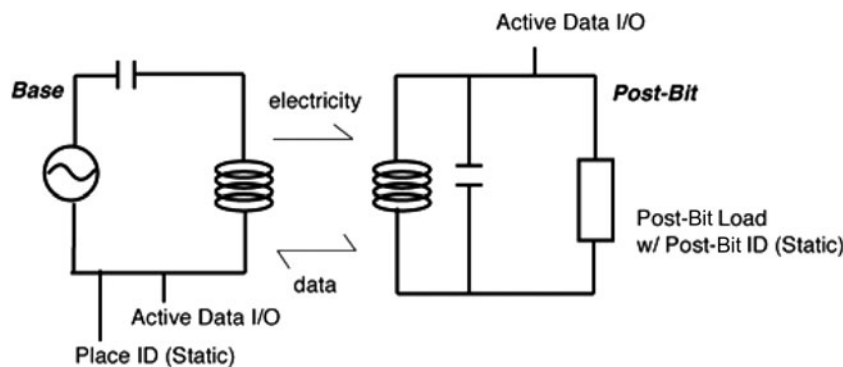 Active Data I/O
Base
electricity
Post-Bit
Post-Bit Load
w/ Post-Bit ID (Static)
data
Active Data I/O
Place ID (Static)